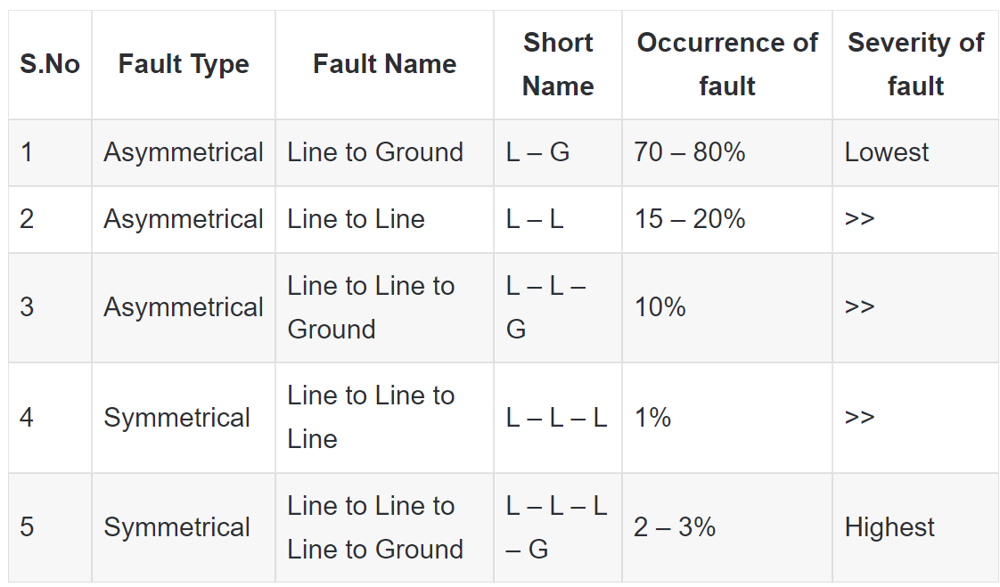 S.No Fault Type Fault Name Short Name Occurrence of fault Severity of fault
1 Asymmetrical Line to Ground L – G 70 – 80% Lowest
2 Asymmetrical Line to Line L – L 15 – 20% >>
3 Asymmetrical Line to Line to Ground L – L – G 10% >>
4 Symmetrical Line to Line to Line L – L – L 1% >>
5 Symmetrical Line to Line to Line to Ground L – L – L – G 2 – 3% Highest